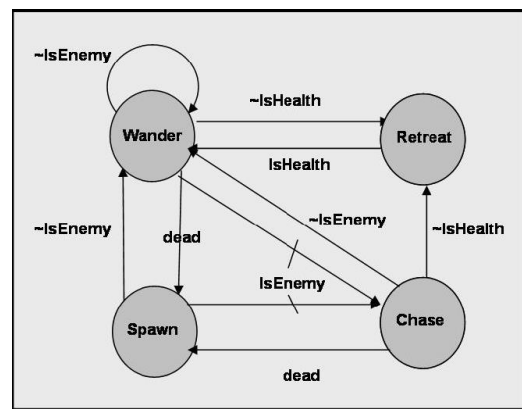 ~IsEnemy
~IsHealth
Wander
Retreat
IsHealth
~IsEnemy
~IsEnemy
~IsHealth
dead
IsEnemy
Spawn
Chase
dead